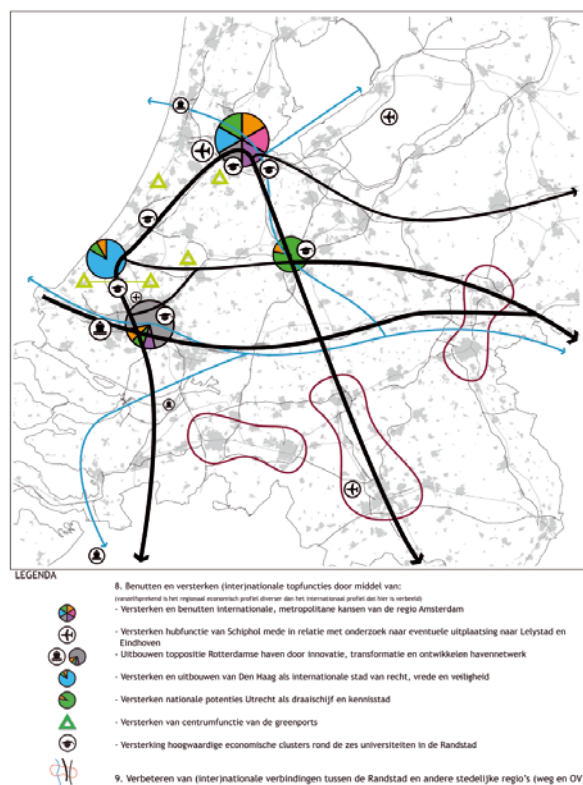 LEGENDA
8. Benutten en versterken (inter)nationale topfuncties door middel van:
(vanzelfsprekend is het regionaal economisch profiel diverser dan het internationaal profiel dat hier is verbeeld)
- Versterken en benutten internationale, metropolitane kansen van de regio Amsterdam
- Versterken hubfunctie van Schiphol mede in relatie met onderzoek naar eventuele uitplaatsing naar Lelystad en
Eindhoven
- Uitbouwen toppositie Rotterdamse haven door innovatie, transformatie en ontwikkelen havennetwerk
- Versterken en uitbouwen van Den Haag als internationale stad van recht, vrede en veiligheid
- Versterken nationale potenties Utrecht als draaischijf en kennisstad
- Versterken van centrumfunctie van de greenports
- Versterking hoogwaardige economische clusters rond de zes universiteiten in de Randstad
9. Verbeteren van (inter)nationale verbindingen tussen de Randstad en andere stedelijke regio's (weg en OV